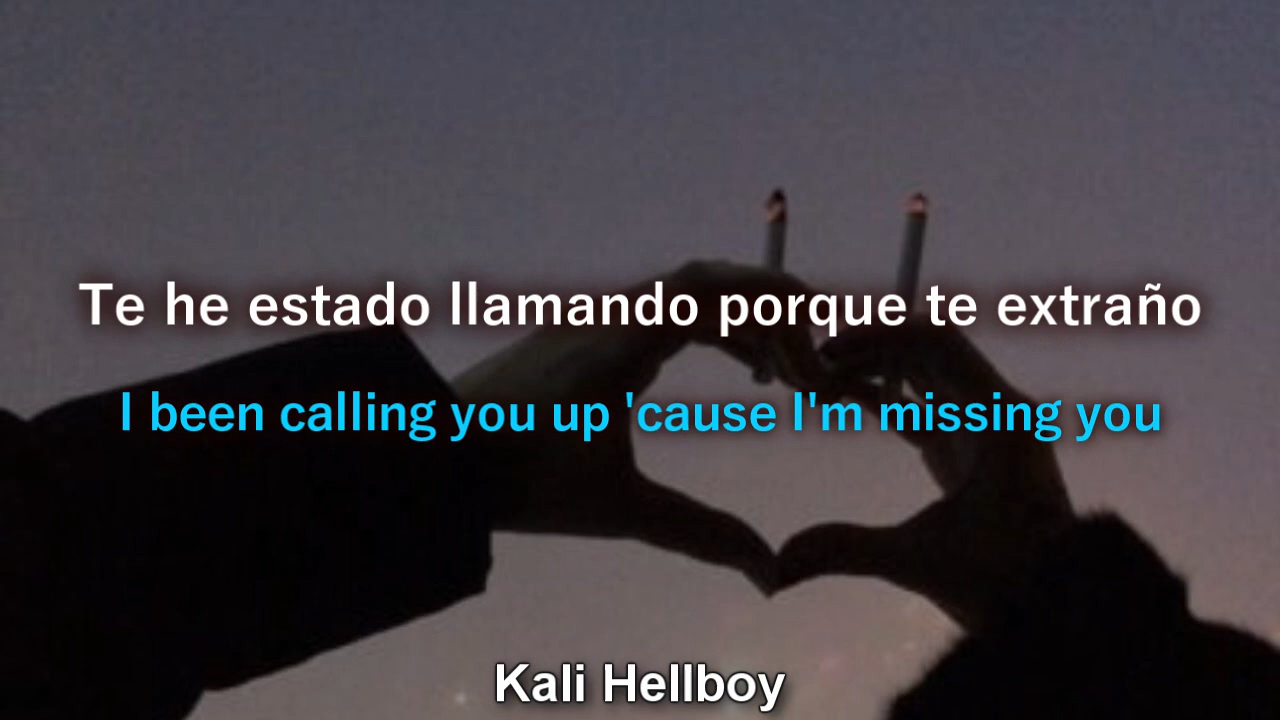 Te he estado llamando porque te extraño
I been calling you up 'cause I'm missing you
Kali Hellboy